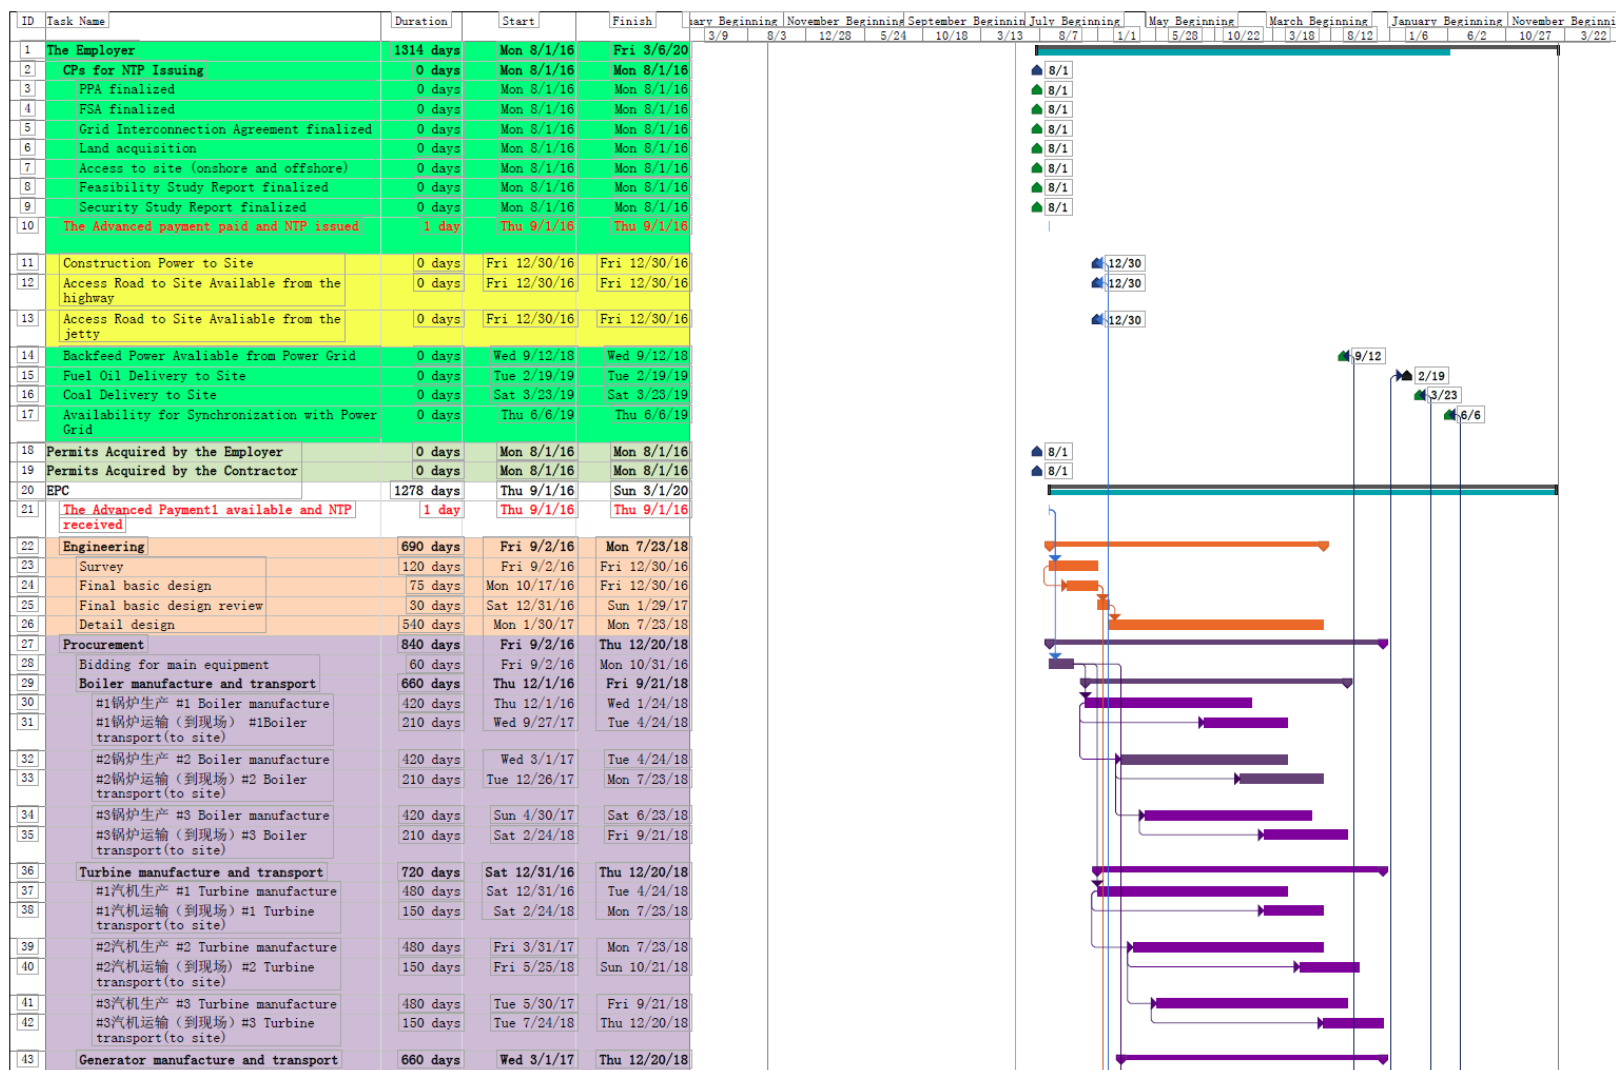 ID Task Name Duration Start Finish uary Beginning November Beginning September Beginnin July Beginning May Beginning March Beginning January Beginning November Beginni
3/9 8/3 12/28 5/24 10/18 3/13 8/7 1/1 5/28 10/22 3/18 8/12 1/6 6/2 10/27 3/22
1 The Employer 1314 days Mon 8/1/16 Fri 3/6/20
2 CPs for NTP Issuing 0 days Mon 8/1/16 Mon 8/1/16 8/1
3 PPA finalized 0 days Mon 8/1/16 Mon 8/1/16 8/1
4 FSA finalized 0 days Mon 8/1/16 Mon 8/1/16 8/1
5 Grid Interconnection Agreement finalized 0 days Mon 8/1/16 Mon 8/1/16 8/1
6 Land acquisition 0 days Mon 8/1/16 Mon 8/1/16 8/1
7 Access to site (onshore and offshore) 0 days Mon 8/1/16 Mon 8/1/16 8/1
8 Feasibility Study Report finalized 0 days Mon 8/1/16 Mon 8/1/16 8/1
9 Security Study Report finalized 0 days Mon 8/1/16 Mon 8/1/16 8/1
10 The Advanced payment paid and NTP issued 1 day Thu 9/1/16 Thu 9/1/16
11 Construction Power to Site 0 days Fri 12/30/16 Fri 12/30/16 12/30
12 Access Road to Site Available from the 0 days Fri 12/30/16 Fri 12/30/16 12/30
highway
13 Access Road to Site Avaliable from the 0 days Fri 12/30/16 Fri 12/30/16 12/30
jetty
14 Backfeed Power Avaliable from Power Grid 0 days Wed 9/12/18 Wed 9/12/18 9/12
15 Fuel Oil Delivery to Site 0 days Tue 2/19/19 Tue 2/19/19 2/19
16 Coal Delivery to Site 0 days Sat 3/23/19 Sat 3/23/19 3/23
17 Availability for Synchronization with Power 0 days Thu 6/6/19 Thu 6/6/19 6/6
Grid
18 Permits Acquired by the Employer 0 days Mon 8/1/16 Mon 8/1/16 8/1
19 Permits Acquired by the Contractor 0 days Mon 8/1/16 Mon 8/1/16 8/1
20 EPC 1278 days Thu 9/1/16 Sun 3/1/20
21 The Advanced Payment1 available and NTP 1 day Thu 9/1/16 Thu 9/1/16
received
22 Engineering 690 days Fri 9/2/16 Mon 7/23/18
23 Survey 120 days Fri 9/2/16 Fri 12/30/16
24 Final basic design 75 days Mon 10/17/16 Fri 12/30/16
25 Final basic design review 30 days Sat 12/31/16 Sun 1/29/17
26 Detail design 540 days Mon 1/30/17 Mon 7/23/18
27 Procurement 840 days Fri 9/2/16 Thu 12/20/18
28 Bidding for main equipment 60 days Fri 9/2/16 Mon 10/31/16
29 Boiler manufacture and transport 660 days Thu 12/1/16 Fri 9/21/18
30 #1锅炉生产 #1 Boiler manufacture 420 days Thu 12/1/16 Wed 1/24/18
31 #1锅炉运输（到现场） #1Boiler 210 days Wed 9/27/17 Tue 4/24/18
transport(to site)
32 #2锅炉生产 #2 Boiler manufacture 420 days Wed 3/1/17 Tue 4/24/18
33 #2锅炉运输（到现场）#2 Boiler 210 days Tue 12/26/17 Mon 7/23/18
transport(to site)
34 #3锅炉生产 #3 Boiler manufacture 420 days Sun 4/30/17 Sat 6/23/18
35 #3锅炉运输（到现场）#3 Boiler 210 days Sat 2/24/18 Fri 9/21/18
transport(to site)
36 Turbine manufacture and transport 720 days Sat 12/31/16 Thu 12/20/18
37 #1汽机生产 #1 Turbine manufacture 480 days Sat 12/31/16 Tue 4/24/18
38 #1汽机运输（到现场）#1 Turbine 150 days Sat 2/24/18 Mon 7/23/18
transport(to site)
39 #2汽机生产 #2 Turbine manufacture 480 days Fri 3/31/17 Mon 7/23/18
40 #2汽机运输（到现场）#2 Turbine 150 days Fri 5/25/18 Sun 10/21/18
transport(to site)
41 #3汽机生产 #3 Turbine manufacture 480 days Tue 5/30/17 Fri 9/21/18
42 #3汽机运输（到现场）#3 Turbine 150 days Tue 7/24/18 Thu 12/20/18
transport(to site)
43 Generator manufacture and transport 660 days Wed 3/1/17 Thu 12/20/18